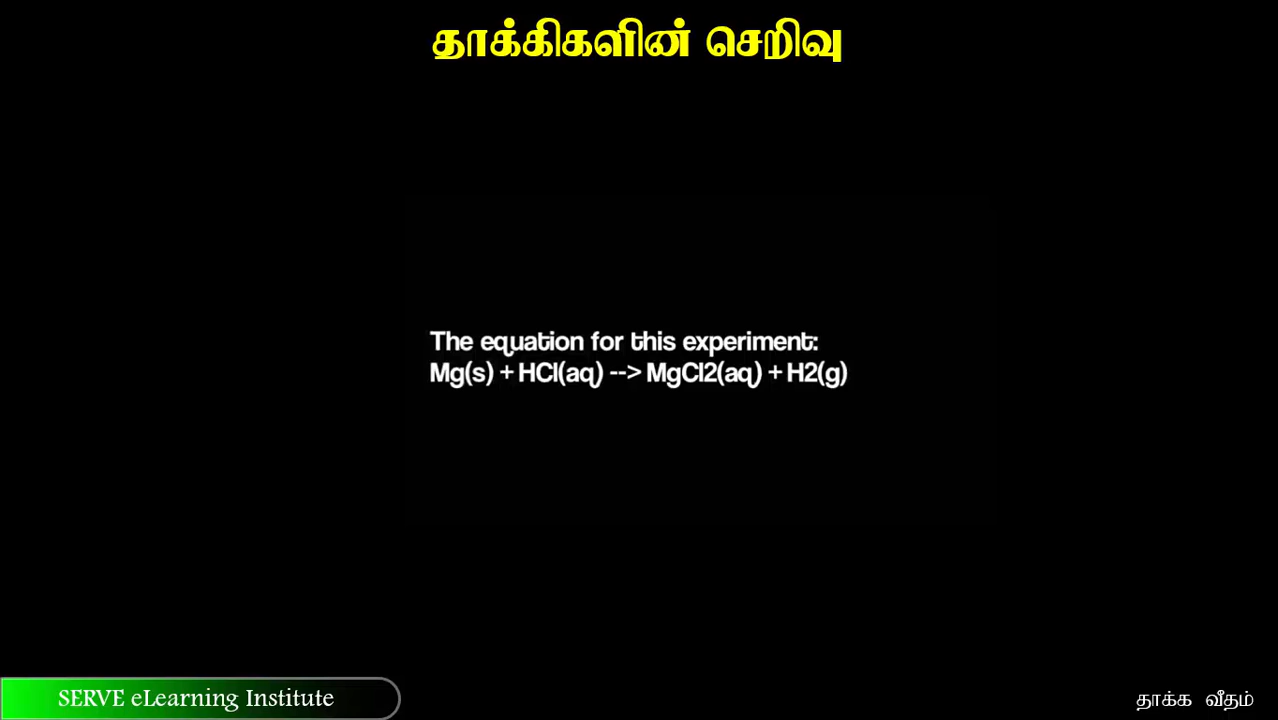 தாக்கிகளின் செறிவு
The equation for this experiment:
Mg(s) + HCl(aq) --> MgCl2(aq) + H2(g)
SERVE eLearning Institute
தாக்க வீதம்